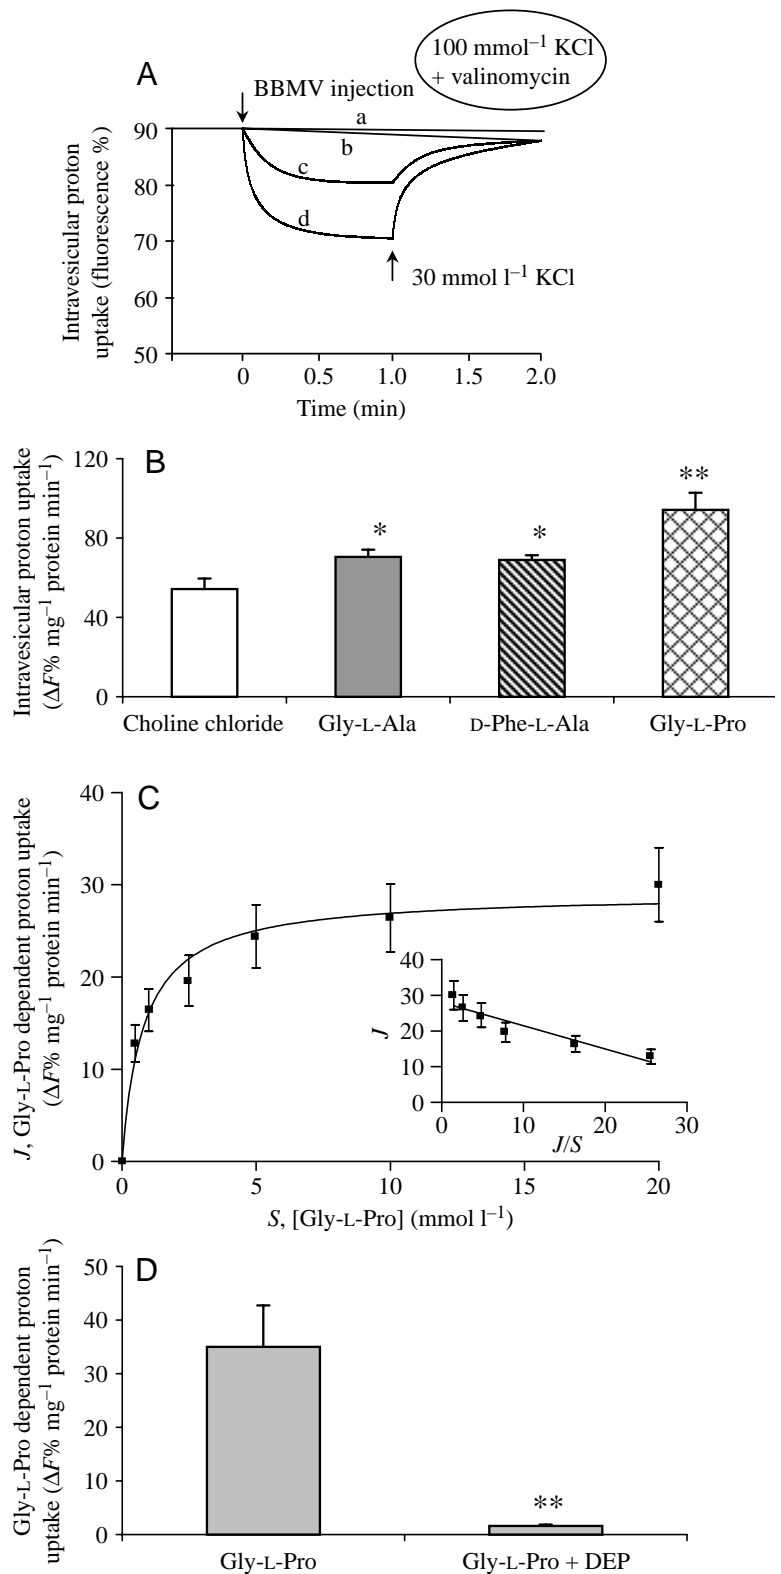 A
100 mmol⁻¹ KCl
+ valinomycin
BBMV injection
a
b
c
d
30 mmol l⁻¹ KCl
Intravesicular proton
uptake (fluorescence %)
90
80
70
60
50
0
0.5
1.0
1.5
2.0
Time (min)
B
Intravesicular proton uptake
(ΔF% mg⁻¹ protein min⁻¹)
120
80
40
0
*
*
**
Choline chloride
Gly-L-Ala
D-Phe-L-Ala
Gly-L-Pro
C
J, Gly-L-Pro dependent proton uptake
(ΔF% mg⁻¹ protein min⁻¹)
40
30
20
10
0
0
5
10
15
20
S, [Gly-L-Pro] (mmol l⁻¹)
J
40
30
20
10
0
0
10
20
30
J/S
D
Gly-L-Pro dependent proton
uptake (ΔF% mg⁻¹ protein min⁻¹)
50
40
30
20
10
0
**
Gly-L-Pro
Gly-L-Pro + DEP